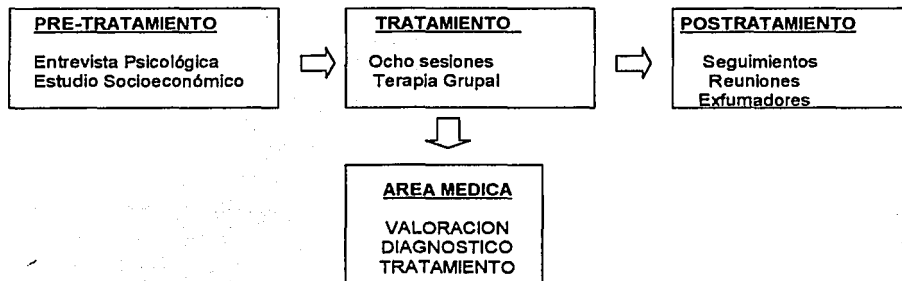 PRE-TRATAMIENTO
Entrevista Psicológica
Estudio Socioeconómico
TRATAMIENTO
Ocho sesiones
Terapia Grupal
POSTRATAMIENTO
Seguimientos
Reuniones
Exfumadores
AREA MEDICA
VALORACION
DIAGNOSTICO
TRATAMIENTO